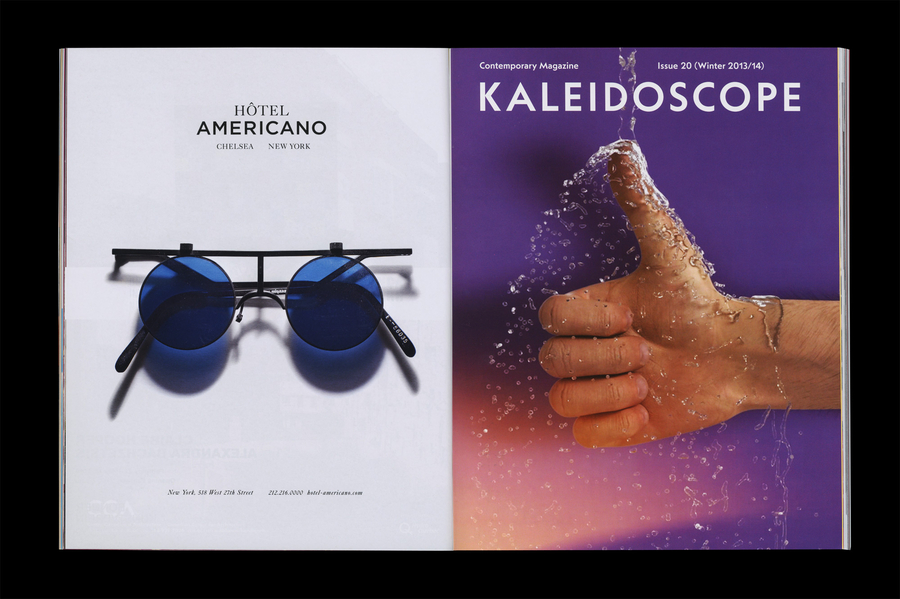 HÔTEL
AMERICANO
CHELSEA NEW YORK
New York, 518 West 27th Street 212.216.0000 hotel-americano.com
Contemporary Magazine Issue 20 (Winter 2013/14)
KALEIDOSCOPE